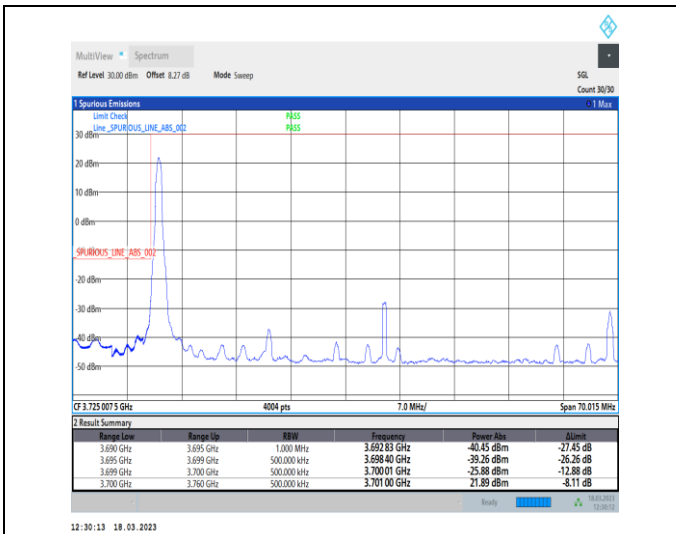 MultiView Spectrum
Ref Level 30.00 dBm Offset 8.27 dB Mode Sweep SGL
Count 30/30
1 Spurious Emissions 1 Max
Limit Check PASS
Line _SPURIOUS_LINE_ABS_002 PASS
30 dBm
20 dBm
10 dBm
0 dBm
_SPURIOUS_LINE_ABS_002
-20 dBm
-30 dBm
-40 dBm
-50 dBm
CF 3.725 007 5 GHz 4004 pts 7.0 MHz/ Span 70.015 MHz
2 Result Summary
Range Low Range Up RBW Frequency Power Abs ΔLimit
3.690 GHz 3.695 GHz 1.000 MHz 3.692 83 GHz -40.45 dBm -27.45 dB
3.695 GHz 3.699 GHz 500.000 kHz 3.698 40 GHz -39.26 dBm -26.26 dB
3.699 GHz 3.700 GHz 500.000 kHz 3.700 01 GHz -25.88 dBm -12.88 dB
3.700 GHz 3.760 GHz 500.000 kHz 3.701 00 GHz 21.89 dBm -8.11 dB
Ready 18.03.2023
12:30:13 18.03.2023